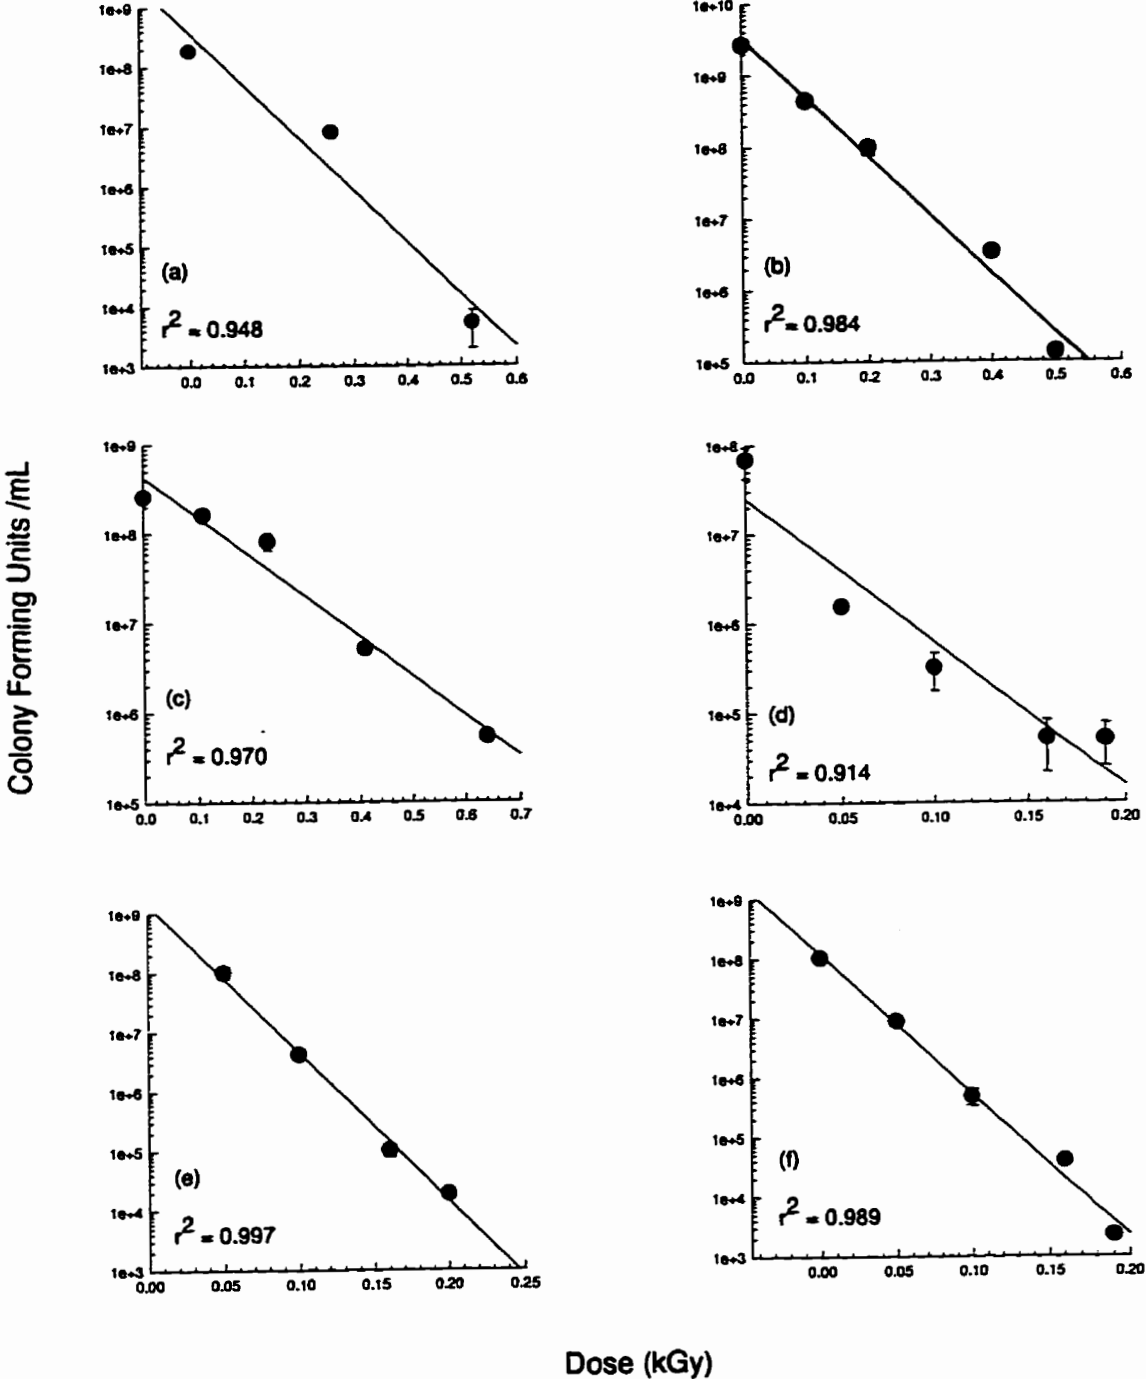 Colony Forming Units /mL
1e+9
1e+8
1e+7
1e+6
1e+5
1e+4
1e+3
(a)
r2 = 0.948
0.0 0.1 0.2 0.3 0.4 0.5 0.6
1e+10
1e+9
1e+8
1e+7
1e+6
1e+5
(b)
r2 = 0.984
0.0 0.1 0.2 0.3 0.4 0.5 0.6
1e+9
1e+8
1e+7
1e+6
1e+5
(c)
r2 = 0.970
0.0 0.1 0.2 0.3 0.4 0.5 0.6 0.7
1e+8
1e+7
1e+6
1e+5
1e+4
(d)
r2 = 0.914
0.00 0.05 0.10 0.15 0.20
1e+9
1e+8
1e+7
1e+6
1e+5
1e+4
1e+3
(e)
r2 = 0.997
0.00 0.05 0.10 0.15 0.20 0.25
1e+9
1e+8
1e+7
1e+6
1e+5
1e+4
1e+3
(f)
r2 = 0.989
0.00 0.05 0.10 0.15 0.20
Dose (kGy)